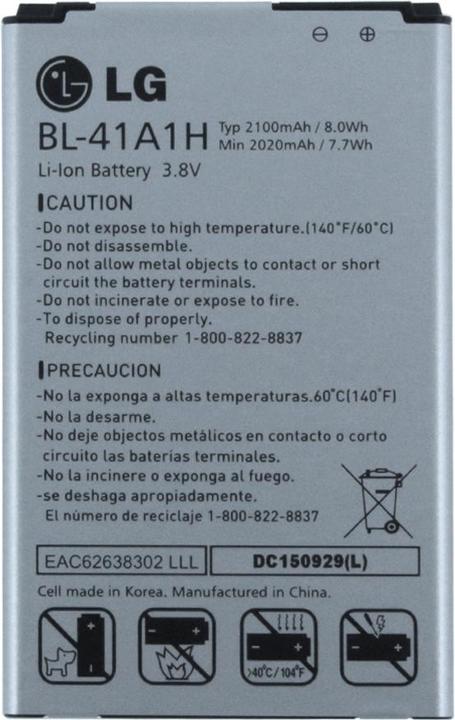 LG
BL-41A1H Typ 2100mAh / 8.0Wh
Min 2020mAh / 7.7Wh
Li-Ion Battery 3.8V
CAUTION
-Do not expose to high temperature.(140°F/60°C)
-Do not disassemble.
-Do not allow metal objects to contact or short
circuit the battery terminals.
-Do not incinerate or expose to fire.
-To dispose of properly.
Recycling number 1-800-822-8837
PRECAUCION
-No la exponga a altas temperaturas.60°C(140°F)
-No la desarme.
-No deje objectos metálicos en contacto o corto
circuito las baterías terminales.
-No la incinere o exponga al fuego.
-se deshaga apropiadamente.
El número de reciclaje 1-800-822-8837
EAC62638302 LLL DC150929(L)
Cell made in Korea. Manufactured in China.
>40°C/104°F